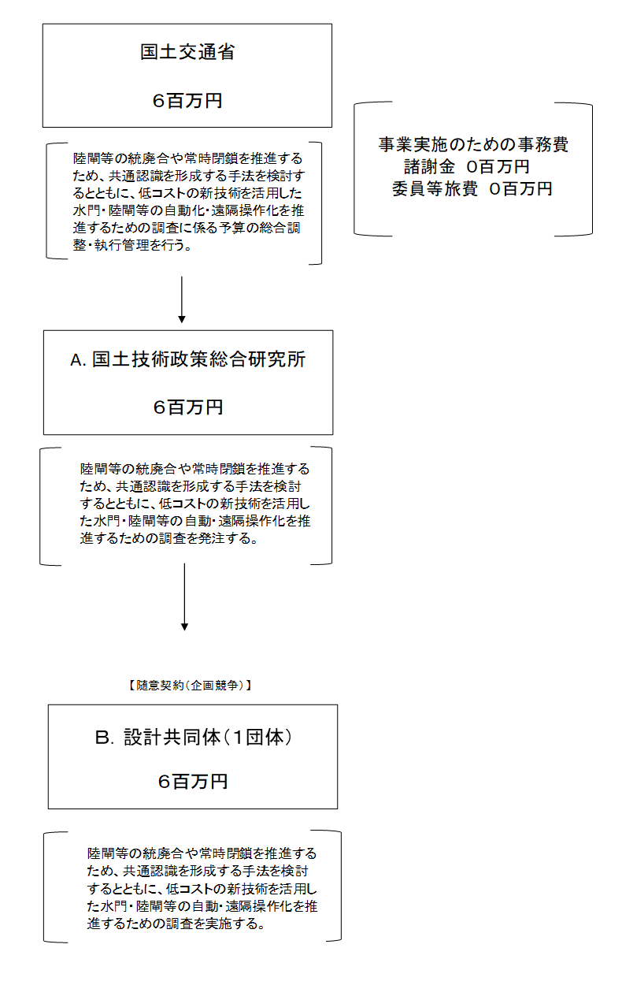 国土交通省
６百万円
陸閘等の統廃合や常時閉鎖を推進する
ため、共通認識を形成する手法を検討す
るとともに、低コストの新技術を活用した
水門・陸閘等の自動化・遠隔操作化を推
進するための調査に係る予算の総合調
整・執行管理を行う。
事業実施のための事務費
諸謝金　０百万円
委員等旅費　０百万円
A. 国土技術政策総合研究所
６百万円
陸閘等の統廃合や常時閉鎖を推進する
ため、共通認識を形成する手法を検討
するとともに、低コストの新技術を活用し
た水門・陸閘等の自動・遠隔操作化を推
進するための調査を発注する。
【随意契約（企画競争）】
Ｂ. 設計共同体（１団体）
６百万円
陸閘等の統廃合や常時閉鎖を推進する
ため、共通認識を形成する手法を検討
するとともに、低コストの新技術を活用し
た水門・陸閘等の自動・遠隔操作化を推
進するための調査を実施する。